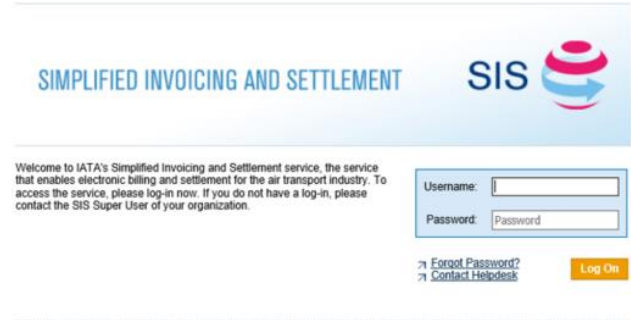 SIMPLIFIED INVOICING AND SETTLEMENT
SIS
Welcome to IATA's Simplified Invoicing and Settlement service, the service
that enables electronic billing and settlement for the air transport industry. To
access the service, please log-in now. If you do not have a log-in, please
contact the SIS Super User of your organization.
Username:
Password: Password
Forgot Password?
Contact Helpdesk
Log On